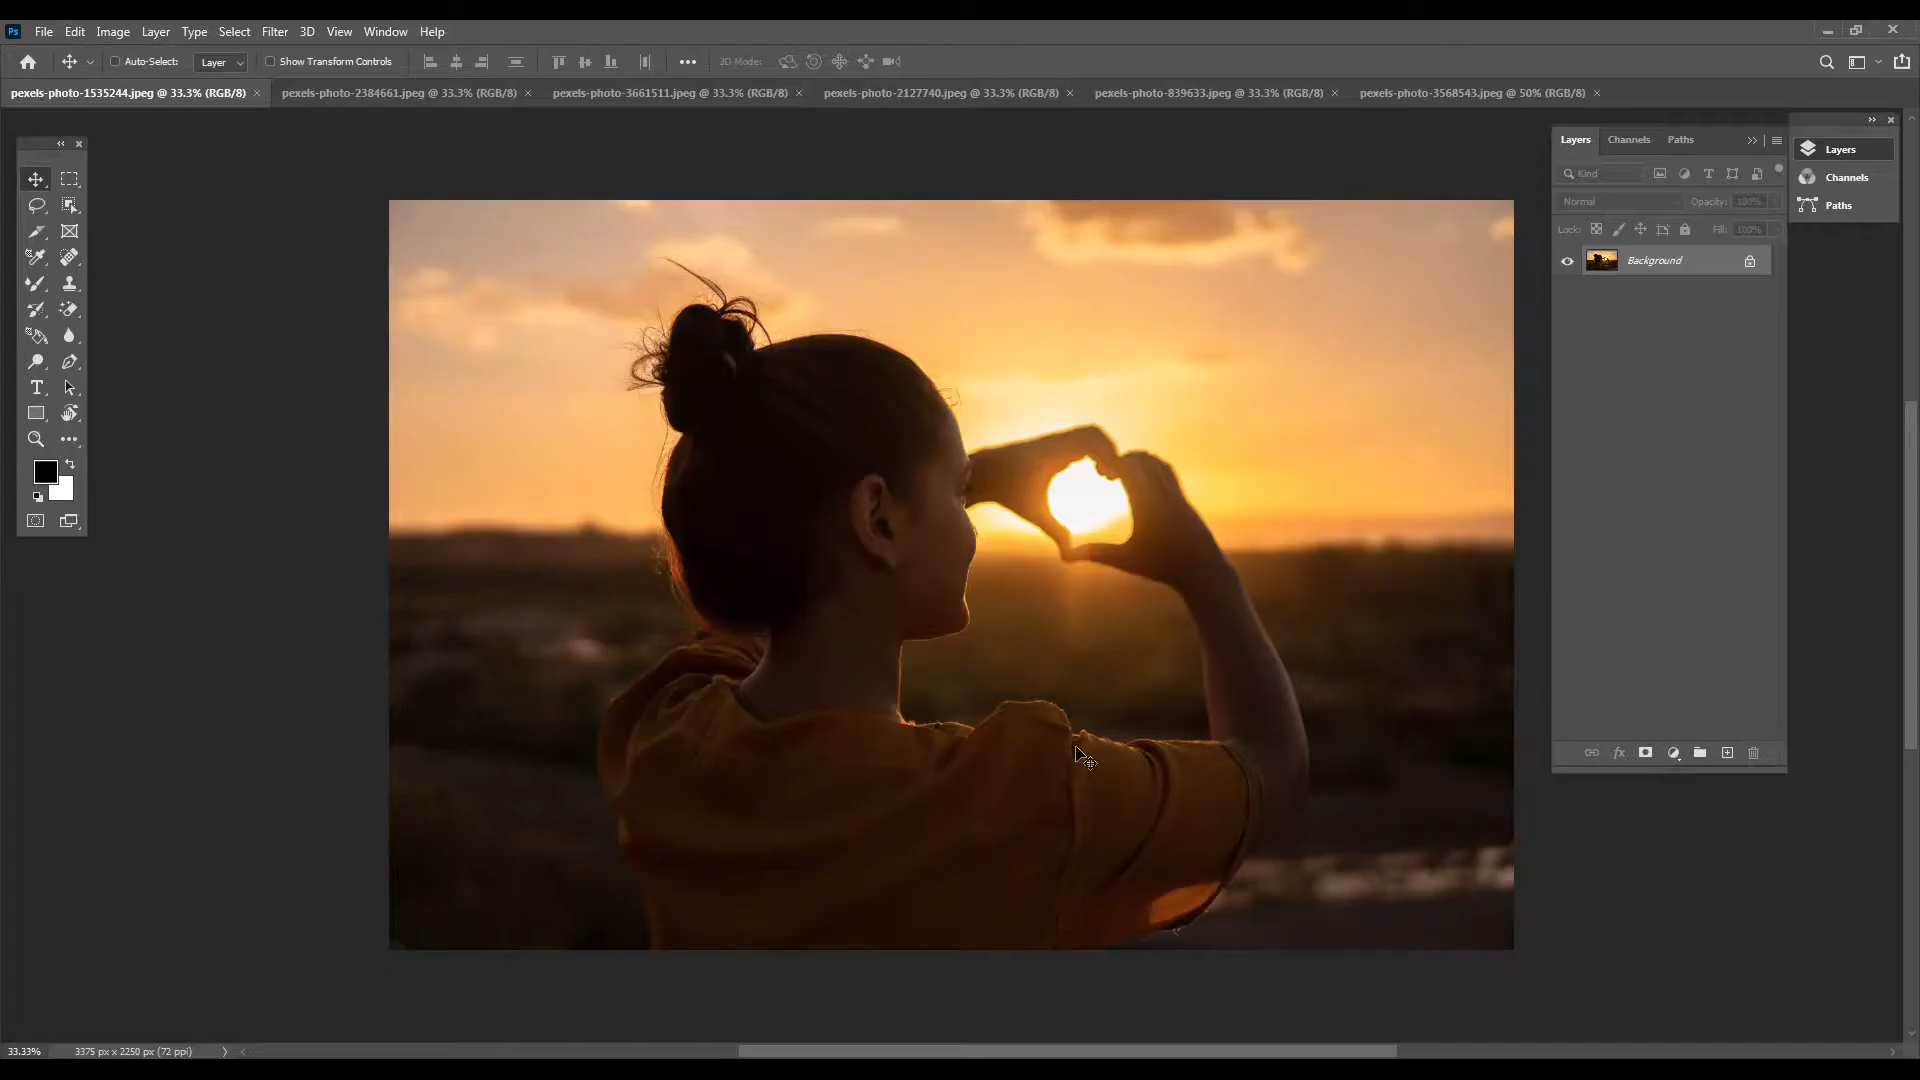 Ps File Edit Image Layer Type Select Filter 3D View Window Help
Auto-Select: Layer Show Transform Controls 3D Mode:
pexels-photo-1535244.jpeg @ 33.3% (RGB/8) pexels-photo-2384661.jpeg @ 33.3% (RGB/8) pexels-photo-3661511.jpeg @ 33.3% (RGB/8) pexels-photo-2127740.jpeg @ 33.3% (RGB/8) pexels-photo-839633.jpeg @ 33.3% (RGB/8) pexels-photo-3568543.jpeg @ 50% (RGB/8)
Layers Channels Paths
Kind
Normal Opacity: 100%
Lock: Fill: 100%
Background
fx
Layers
Channels
Paths
33.33% 3375 px x 2250 px (72 ppi)